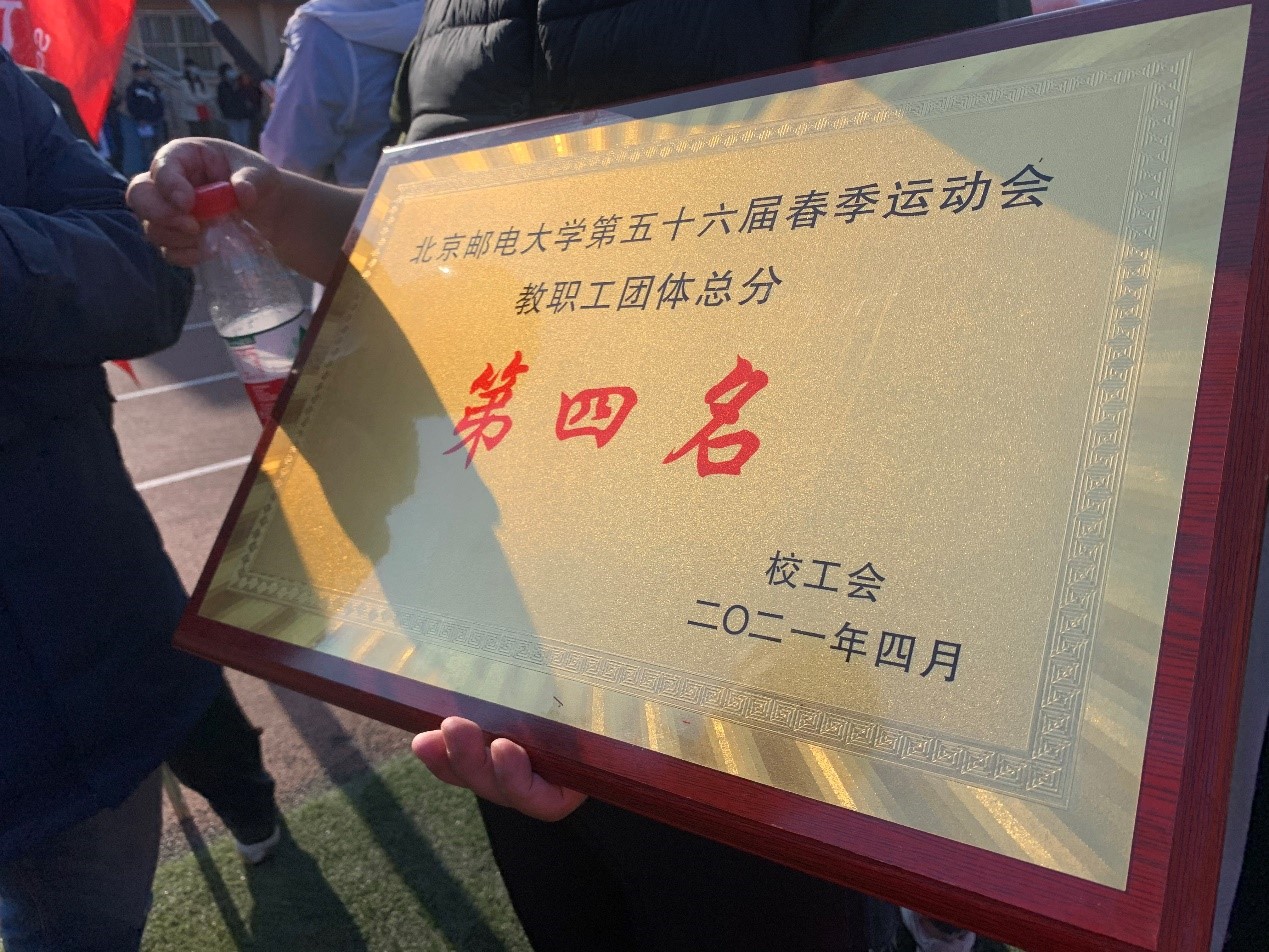 北京邮电大学第五十六届春季运动会
教职工团体总分
第四名
校工会
二〇二一年四月